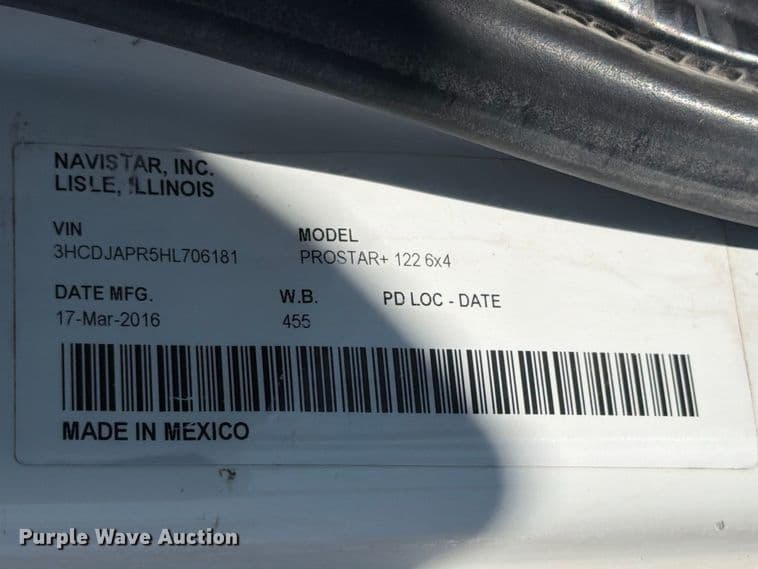 NAVISTAR, INC.
LISLE, ILLINOIS
VIN
3HCDJAPR5HL706181
MODEL
PROSTAR+ 122 6x4
DATE MFG.
17-Mar-2016
W.B.
455
PD LOC - DATE
MADE IN MEXICO
Purple Wave Auction